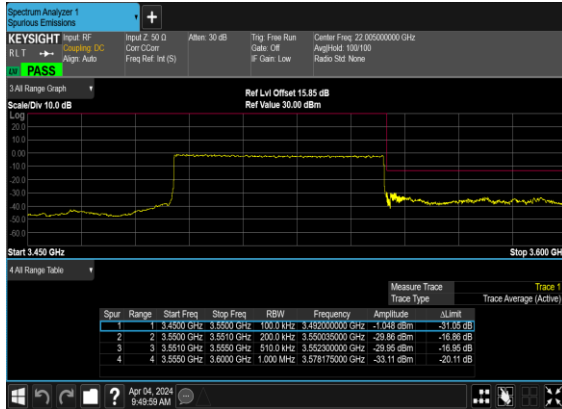 Spectrum Analyzer 1
Spurious Emissions
KEYSIGHT Input: RF Input Z: 50 Ω Atten: 30 dB Trig: Free Run Center Freq: 22.005000000 GHz
RLT Coupling: DC Corr CCorr Gate: Off Avg|Hold: 100/100
Align: Auto Freq Ref: Int (S) IF Gain: Low Radio Std: None
PASS
3 All Range Graph Ref Lvl Offset 15.85 dB
Scale/Div 10.0 dB Ref Value 30.00 dBm
Log
20.0
10.0
0.00
-10.0
-20.0
-30.0
-40.0
-50.0
-60.0
Start 3.450 GHz Stop 3.600 GH
4 All Range Table
Measure Trace Trace 1
Trace Type Trace Average (Active)
Spur Range Start Freq Stop Freq RBW Frequency Amplitude ΔLimit
1 1 3.4500 GHz 3.5500 GHz 100.0 kHz 3.492000000 GHz -1.048 dBm -31.05 dB
2 2 3.5500 GHz 3.5510 GHz 200.0 kHz 3.550035000 GHz -29.86 dBm -16.86 dB
3 3 3.5510 GHz 3.5550 GHz 510.0 kHz 3.552300000 GHz -29.95 dBm -16.95 dB
4 4 3.5550 GHz 3.6000 GHz 1.000 MHz 3.578175000 GHz -33.11 dBm -20.11 dB
? Apr 04, 2024
9:49:59 AM